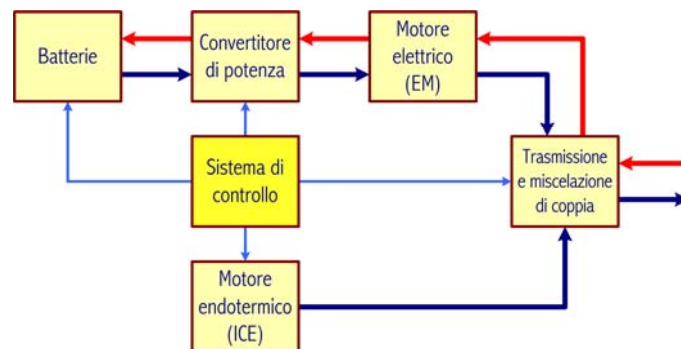 Batterie
Convertitore
di potenza
Motore
elettrico
(EM)
Sistema di
controllo
Trasmissione
e miscelazione
di coppia
Motore
endotermico
(ICE)